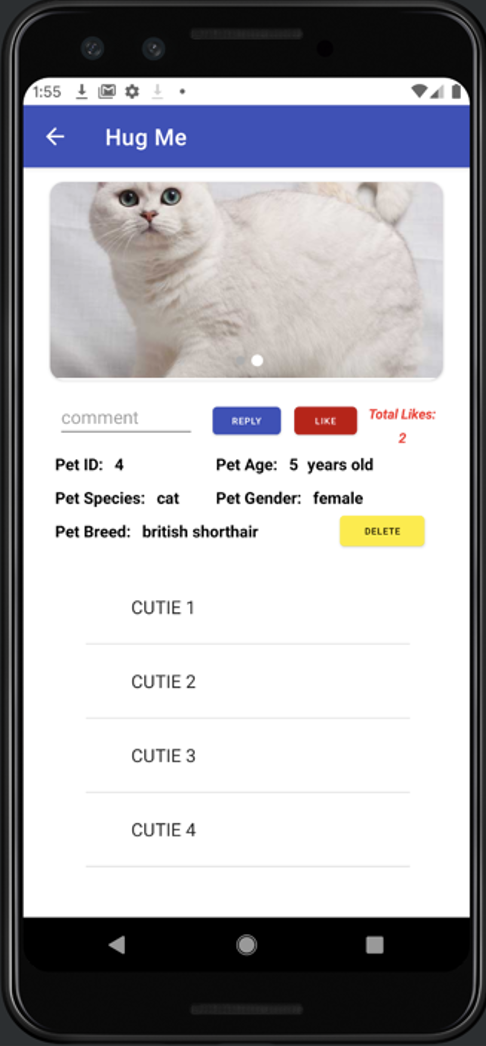 1:55
Hug Me
comment
REPLY
LIKE
Total Likes:
2
Pet ID: 4 Pet Age: 5 years old
Pet Species: cat Pet Gender: female
Pet Breed: british shorthair
DELETE
CUTIE 1
CUTIE 2
CUTIE 3
CUTIE 4